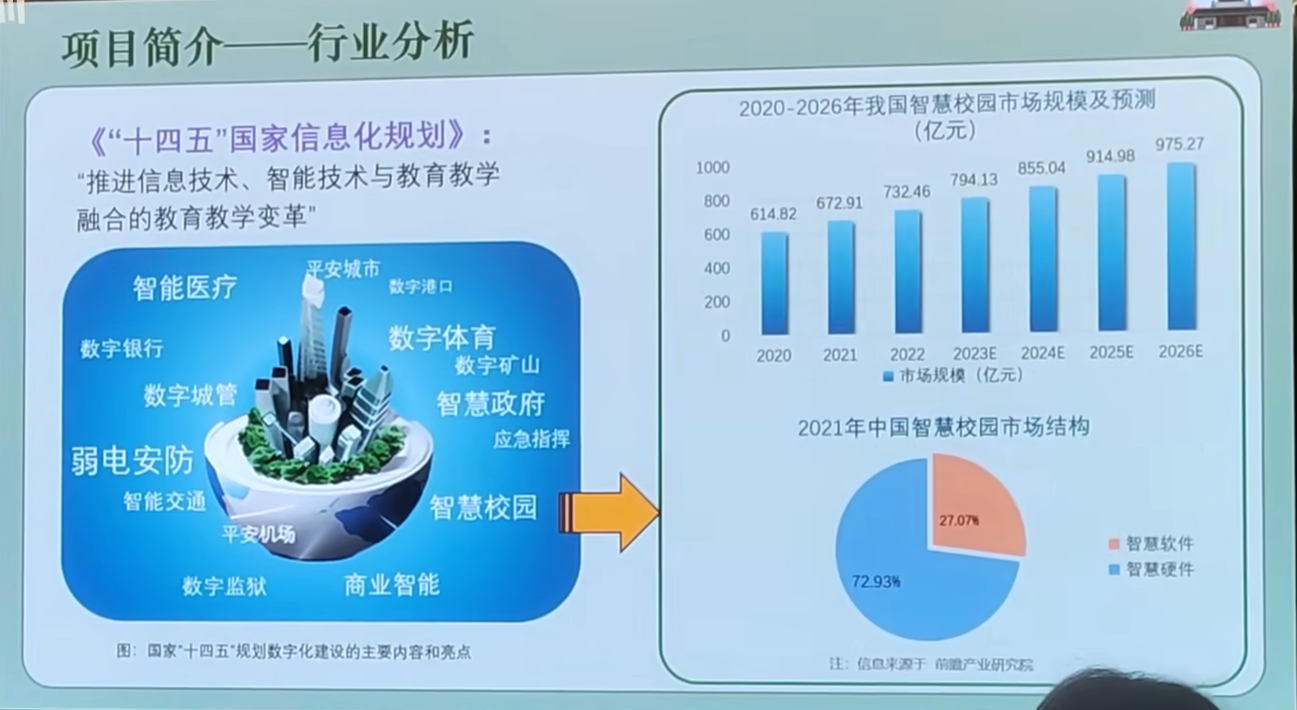 项目简介——行业分析
《“十四五”国家信息化规划》：
“推进信息技术、智能技术与教育教学
融合的教育教学变革”
智能医疗
平安城市
数字港口
数字银行
数字体育
数字矿山
数字城管
智慧政府
应急指挥
弱电安防
智能交通
智慧校园
平安机场
数字监狱
商业智能
图：国家“十四五”规划数字化建设的主要内容和亮点
2020-2026年我国智慧校园市场规模及预测
（亿元）
1000
800
600
400
200
0
614.82
672.91
732.46
794.13
855.04
914.98
975.27
2020
2021
2022
2023E
2024E
2025E
2026E
市场规模（亿元）
2021年中国智慧校园市场结构
27.07%
72.93%
智慧软件
智慧硬件
注：信息来源于 前瞻产业研究院